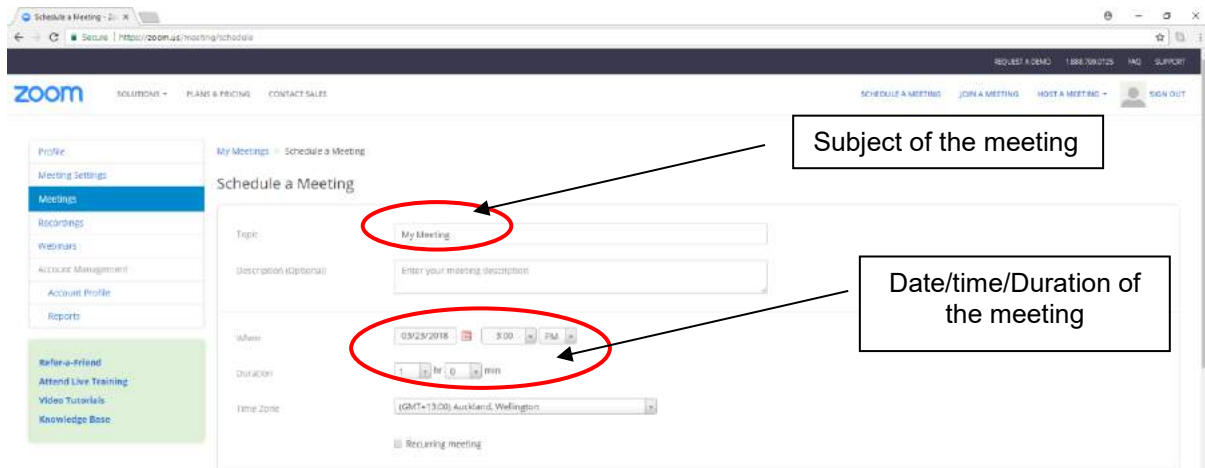 Schedule a Meeting - Zo
Secure | https://zoom.us/meeting/schedule
REQUEST A DEMO 1.888.799.0125 FAQ SUPPORT
zoom SOLUTIONS PLANS & PRICING CONTACT SALES SCHEDULE A MEETING JOIN A MEETING HOST A MEETING SIGN OUT
Subject of the meeting
Profile
Meeting Settings
Meetings
Recordings
Webinars
Account Management
Account Profile
Reports
Refer-a-Friend
Attend Live Training
Video Tutorials
Knowledge Base
My Meetings > Schedule a Meeting
Schedule a Meeting
Topic My Meeting
Description (Optional) Enter your meeting description
Date/time/Duration of
the meeting
When 03/23/2018 PM
Duration 1 hr 0 min
Time Zone (GMT+13:00) Auckland, Wellington
Recurring meeting